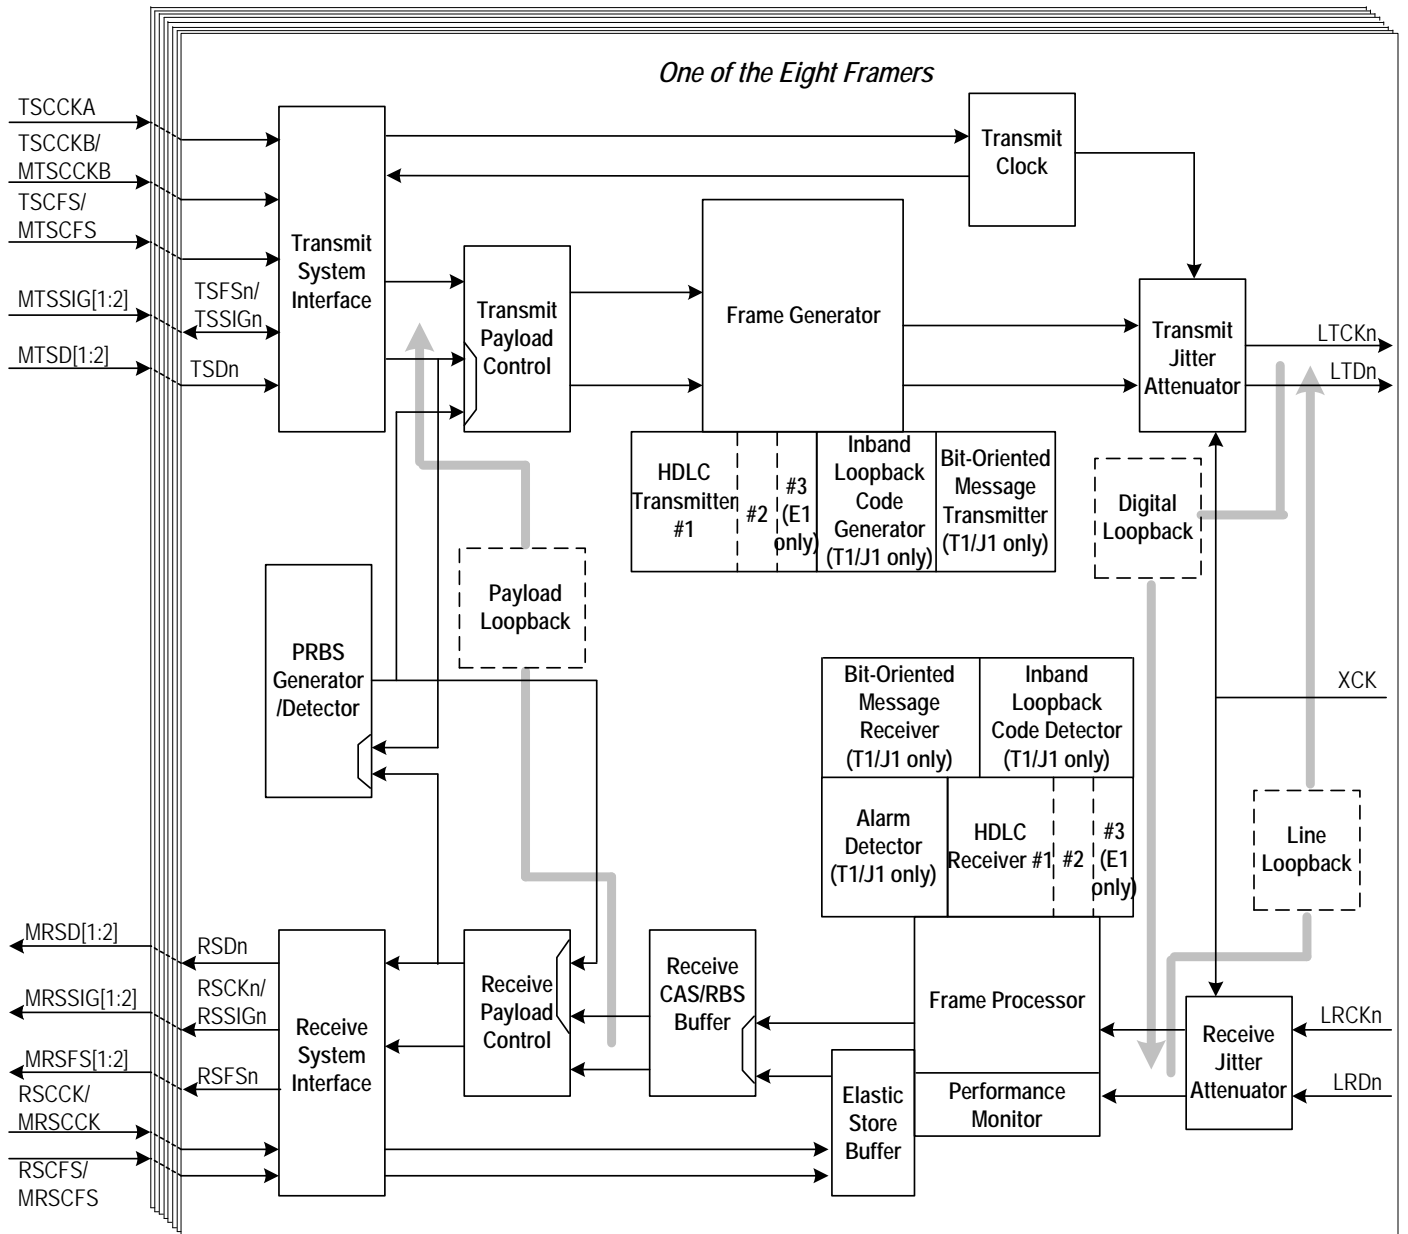 One of the Eight Framers
TSCCKA
TSCCKB/
MTSCCKB
TSCFS/
MTSCFS
MTSSIG[1:2]
MTSD[1:2]
TSFSn/
TSSIGn
TSDn
Transmit
System
Interface
Transmit
Payload
Control
Frame Generator
Transmit
Clock
Transmit
Jitter
Attenuator
LTCKn
LTDn
HDLC
Transmitter
#1
#2
#3
(E1
only)
Inband
Loopback
Code
Generator
(T1/J1 only)
Bit-Oriented
Message
Transmitter
(T1/J1 only)
Digital
Loopback
Payload
Loopback
PRBS
Generator
/Detector
Bit-Oriented
Message
Receiver
(T1/J1 only)
Inband
Loopback
Code Detector
(T1/J1 only)
XCK
Alarm
Detector
(T1/J1 only)
HDLC
Receiver #1
#2
#3
(E1
only)
Line
Loopback
MRSD[1:2]
MRSSIG[1:2]
MRSFS[1:2]
RSCCK/
MRSCCK
RSCFS/
MRSCFS
RSDn
RSCKn/
RSSIGn
RSFSn
Receive
System
Interface
Receive
Payload
Control
Receive
CAS/RBS
Buffer
Elastic
Store
Buffer
Frame Processor
Performance
Monitor
Receive
Jitter
Attenuator
LRCKn
LRDn